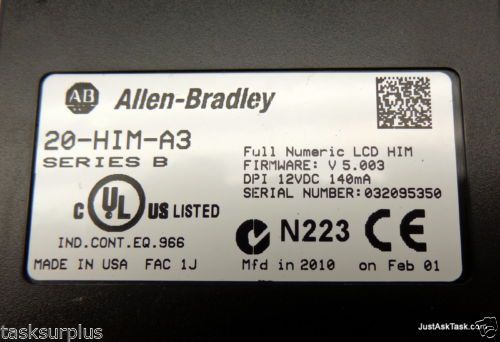 AB Allen-Bradley
20-HIM-A3
SERIES B
Full Numeric LCD HIM
FIRMWARE: V 5.003
DPI 12VDC 140mA
SERIAL NUMBER:032095350
C UL US LISTED
IND.CONT.EQ.966
N223 CE
MADE IN USA FAC 1J
Mfd in 2010 on Feb 01
tasksurplus
JustAskTask.com